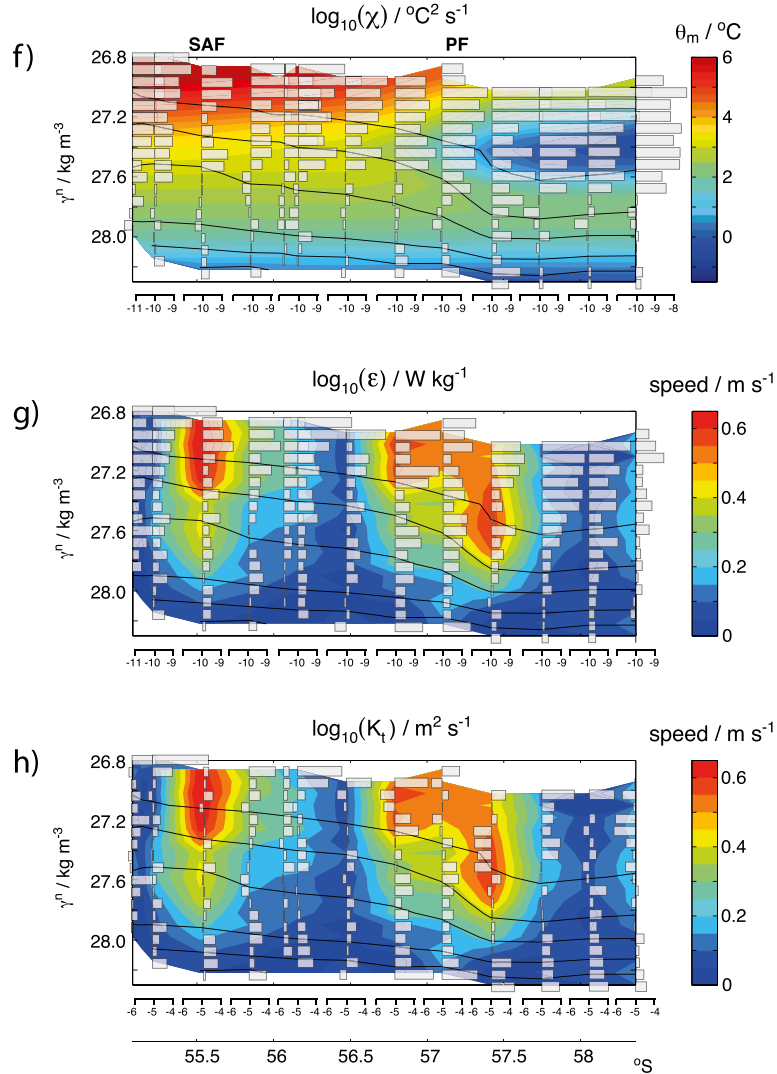 log₁₀(χ) / °C² s⁻¹
f)
SAF PF
θₘ / °C
26.8
27.2
27.6
28.0
γⁿ / kg m⁻³
6
4
2
0
-11 -10 -9 -10 -9 -10 -9 -10 -9 -10 -9 -10 -9 -10 -9 -10 -9 -10 -9 -10 -9 -10 -9 -8
log₁₀(ε) / W kg⁻¹
g)
speed / m s⁻¹
26.8
27.2
27.6
28.0
γⁿ / kg m⁻³
0.6
0.4
0.2
0
-11 -10 -9 -10 -9 -10 -9 -10 -9 -10 -9 -10 -9 -10 -9 -10 -9 -10 -9 -10 -9 -10 -9
log₁₀(Kₜ) / m² s⁻¹
h)
speed / m s⁻¹
26.8
27.2
27.6
28.0
γⁿ / kg m⁻³
0.6
0.4
0.2
0
-6 -5 -4 -6 -5 -4 -6 -5 -4 -6 -5 -4 -6 -5 -4 -6 -5 -4 -6 -5 -4 -6 -5 -4 -6 -5 -4 -6 -5 -4 -6 -5 -4
55.5 56 56.5 57 57.5 58 °S